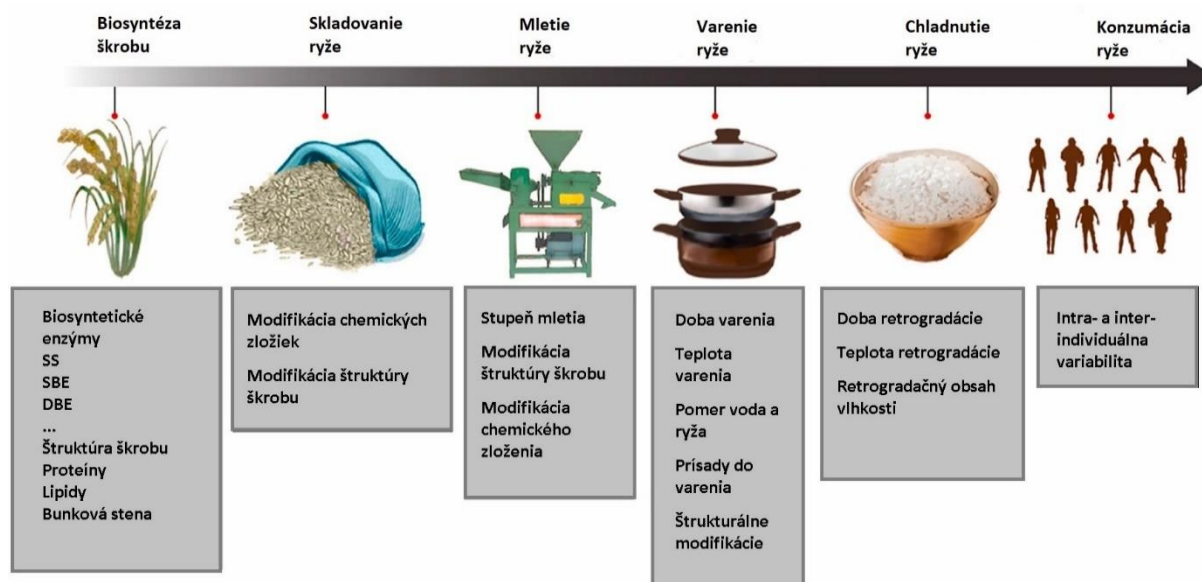 Biosyntéza
škrobu
Skladovanie
ryže
Mletie
ryže
Varenie
ryže
Chladnutie
ryže
Konzumácia
ryže
Biosyntetické
enzýmy
SS
SBE
DBE
...
Štruktúra škrobu
Proteíny
Lipidy
Bunková stena
Modifikácia chemických
zložiek
Modifikácia štruktúry
škrobu
Stupeň mletia
Modifikácia
štruktúry škrobu
Modifikácia
chemického
zloženia
Doba varenia
Teplota
varenia
Pomer voda a
ryža
Prísady do
varenia
Štrukturálne
modifikácie
Doba retrogradácie
Teplota retrogradácie
Retrogradačný obsah
vlhkosti
Intra- a inter-
individuálna
variabilita